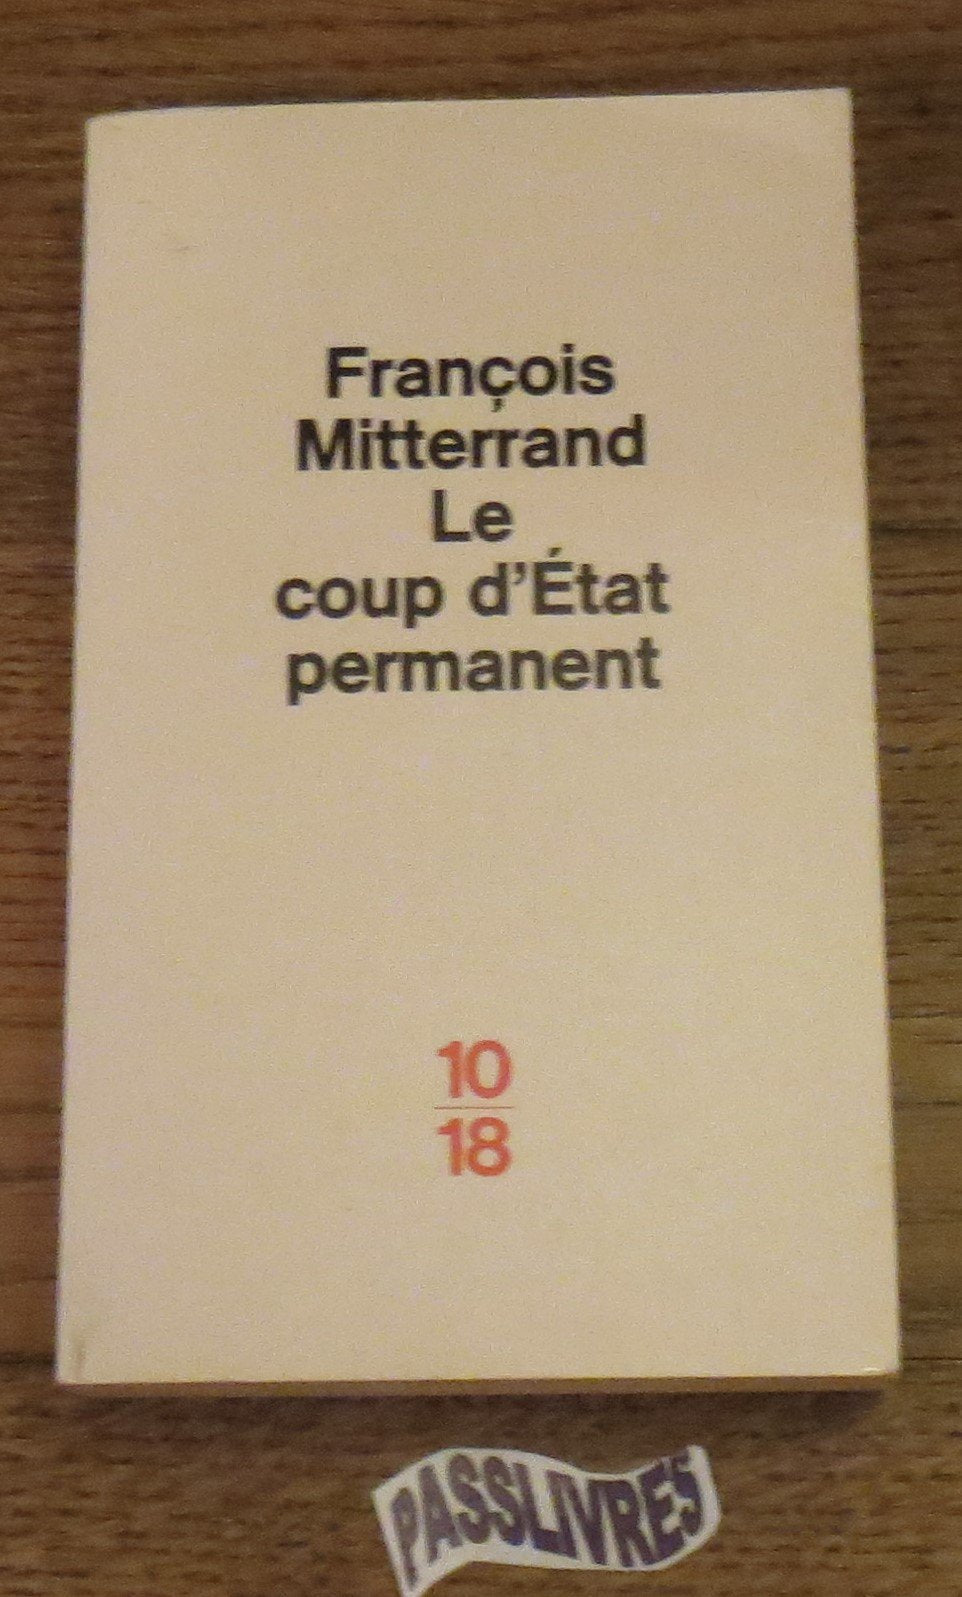 François
Mitterrand
Le
coup d'État
permanent
10
18
PASSLIVRES